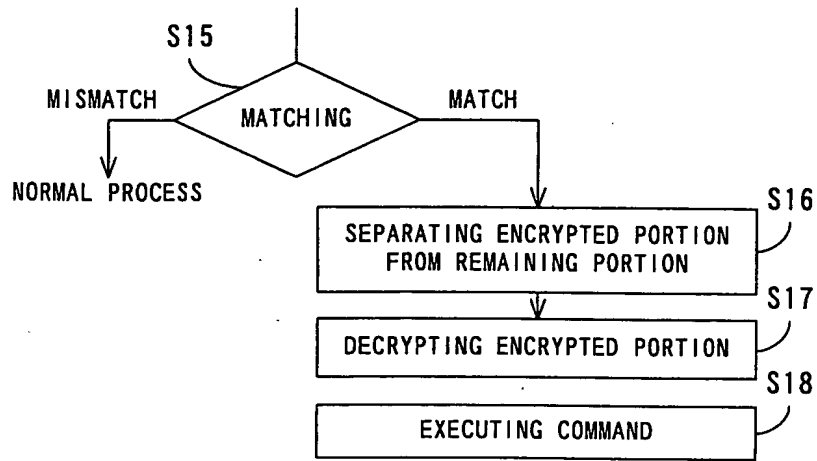 S15
MISMATCH
MATCHING
MATCH
NORMAL PROCESS
S16
SEPARATING ENCRYPTED PORTION
FROM REMAINING PORTION
S17
DECRYPTING ENCRYPTED PORTION
S18
EXECUTING COMMAND